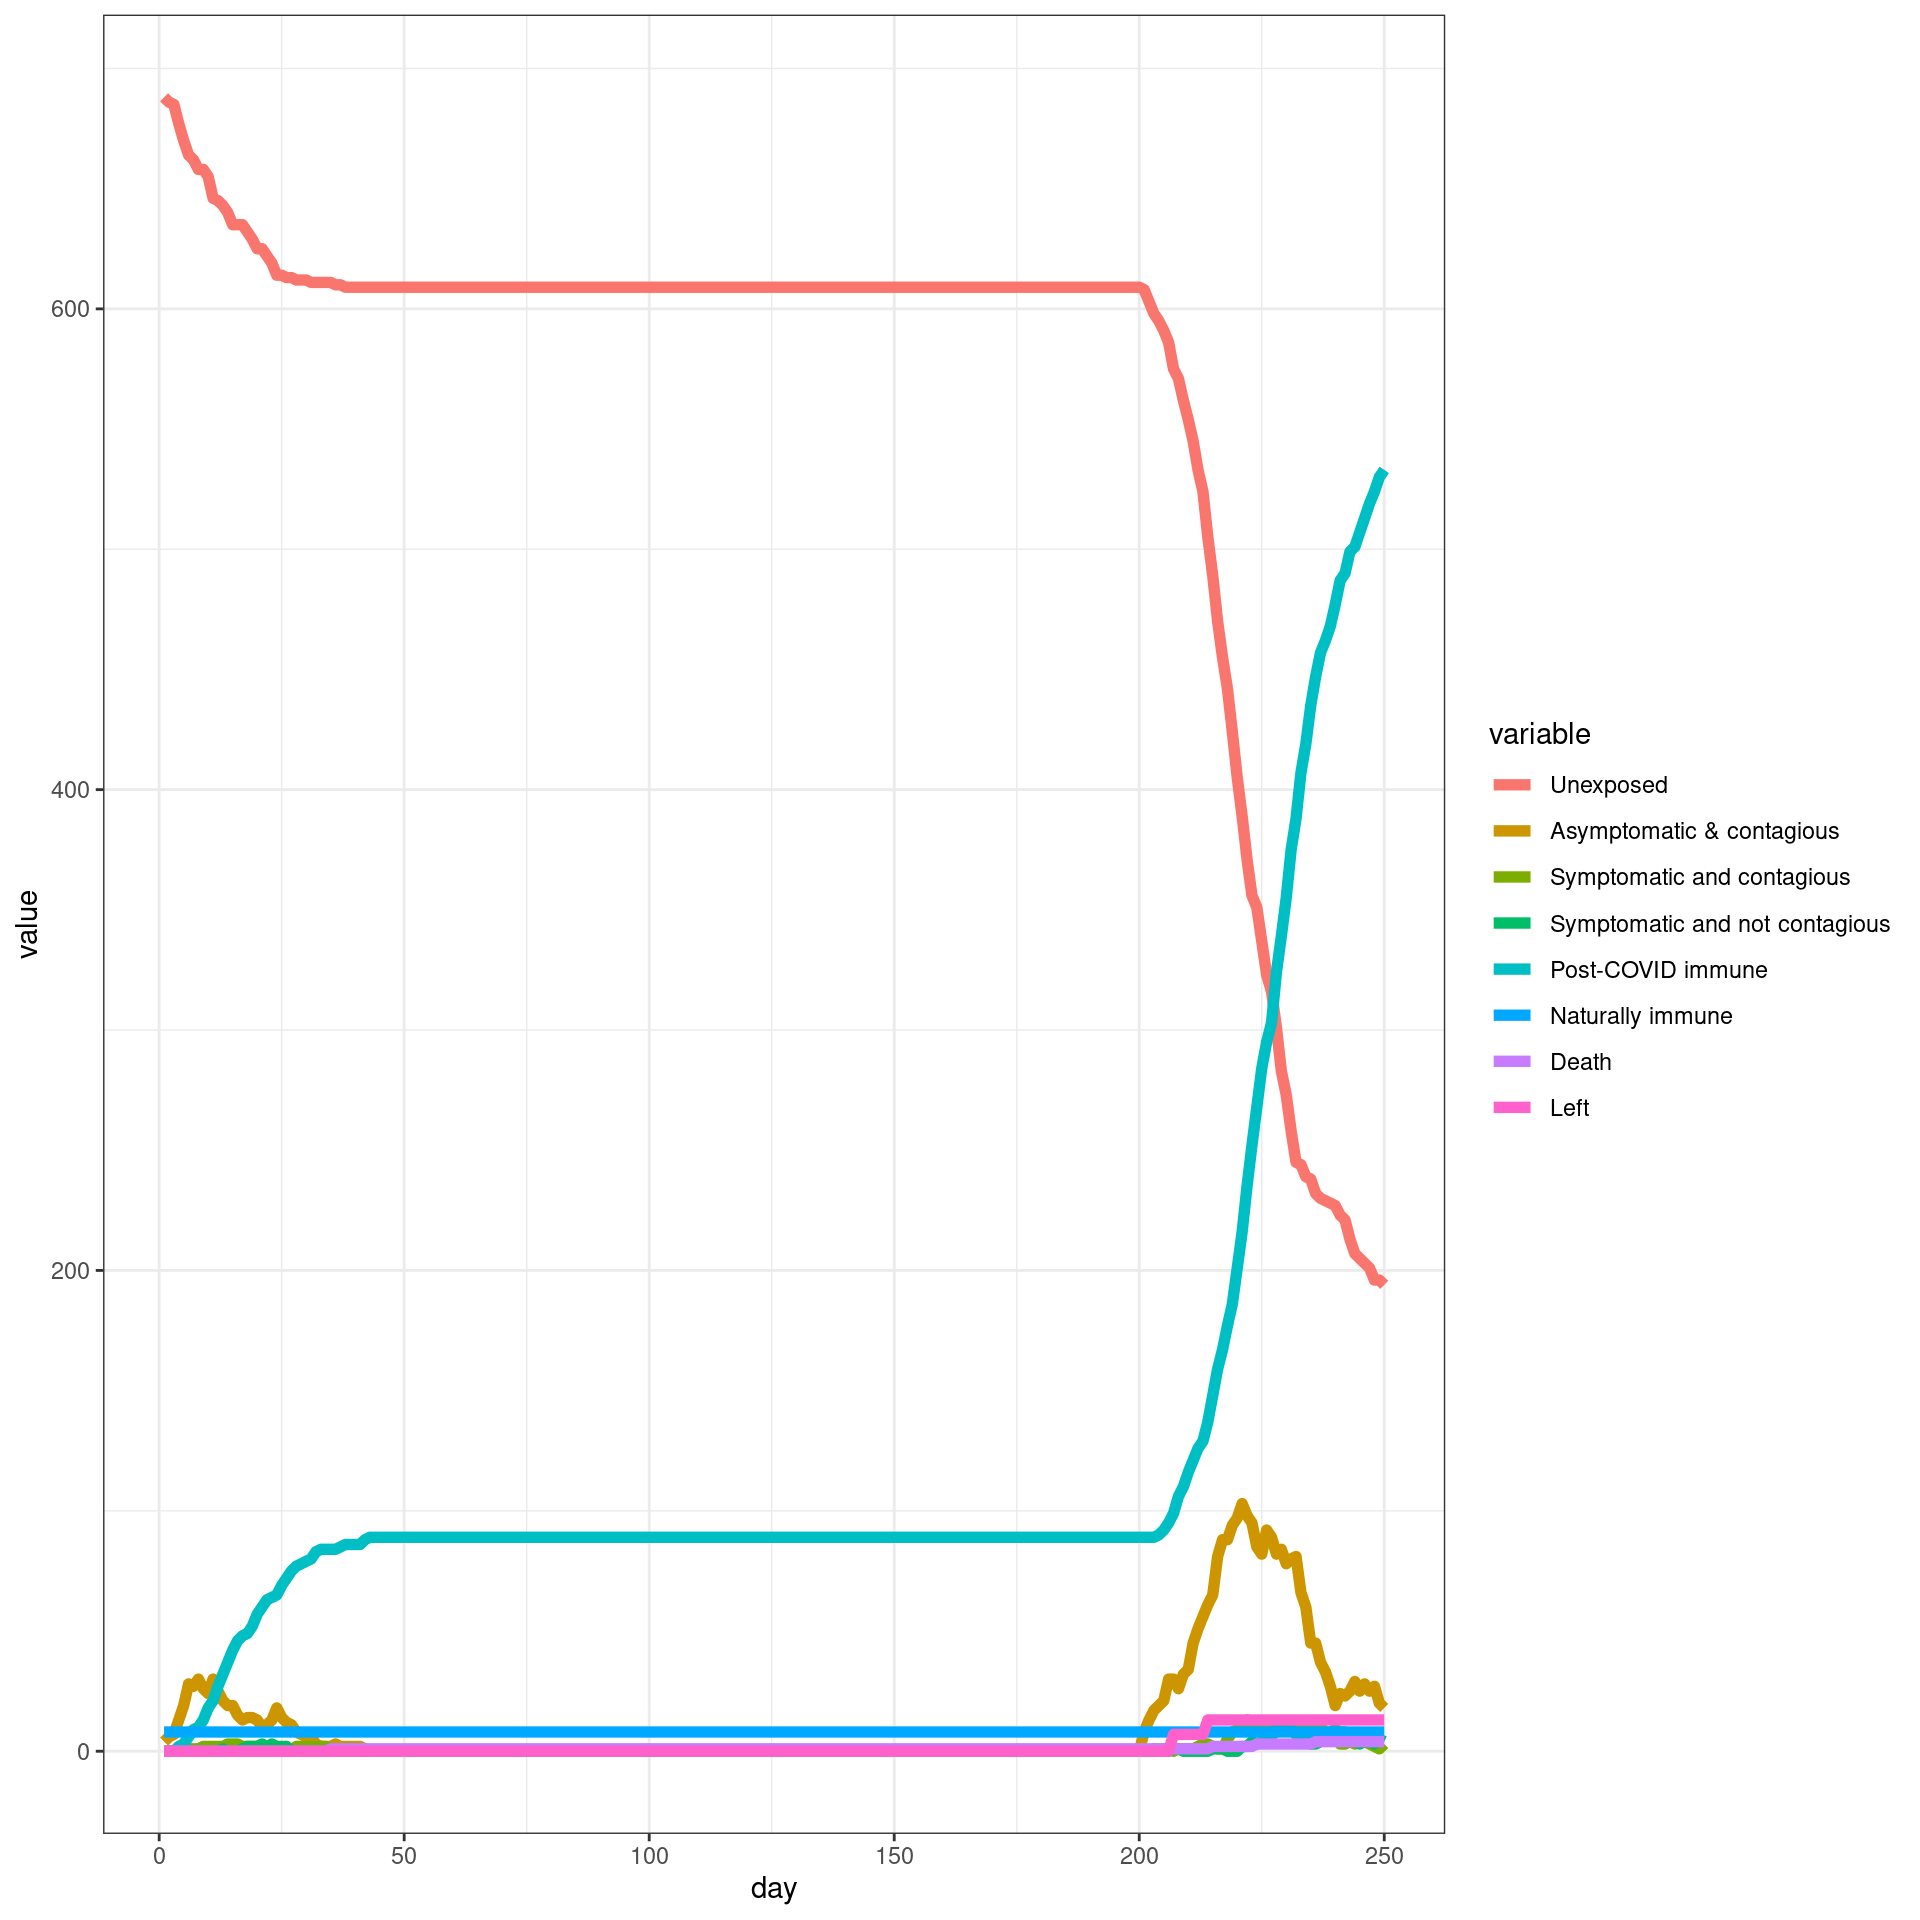 600
400
200
0
value
0 50 100 150 200 250
day
variable
Unexposed
Asymptomatic & contagious
Symptomatic and contagious
Symptomatic and not contagious
Post-COVID immune
Naturally immune
Death
Left